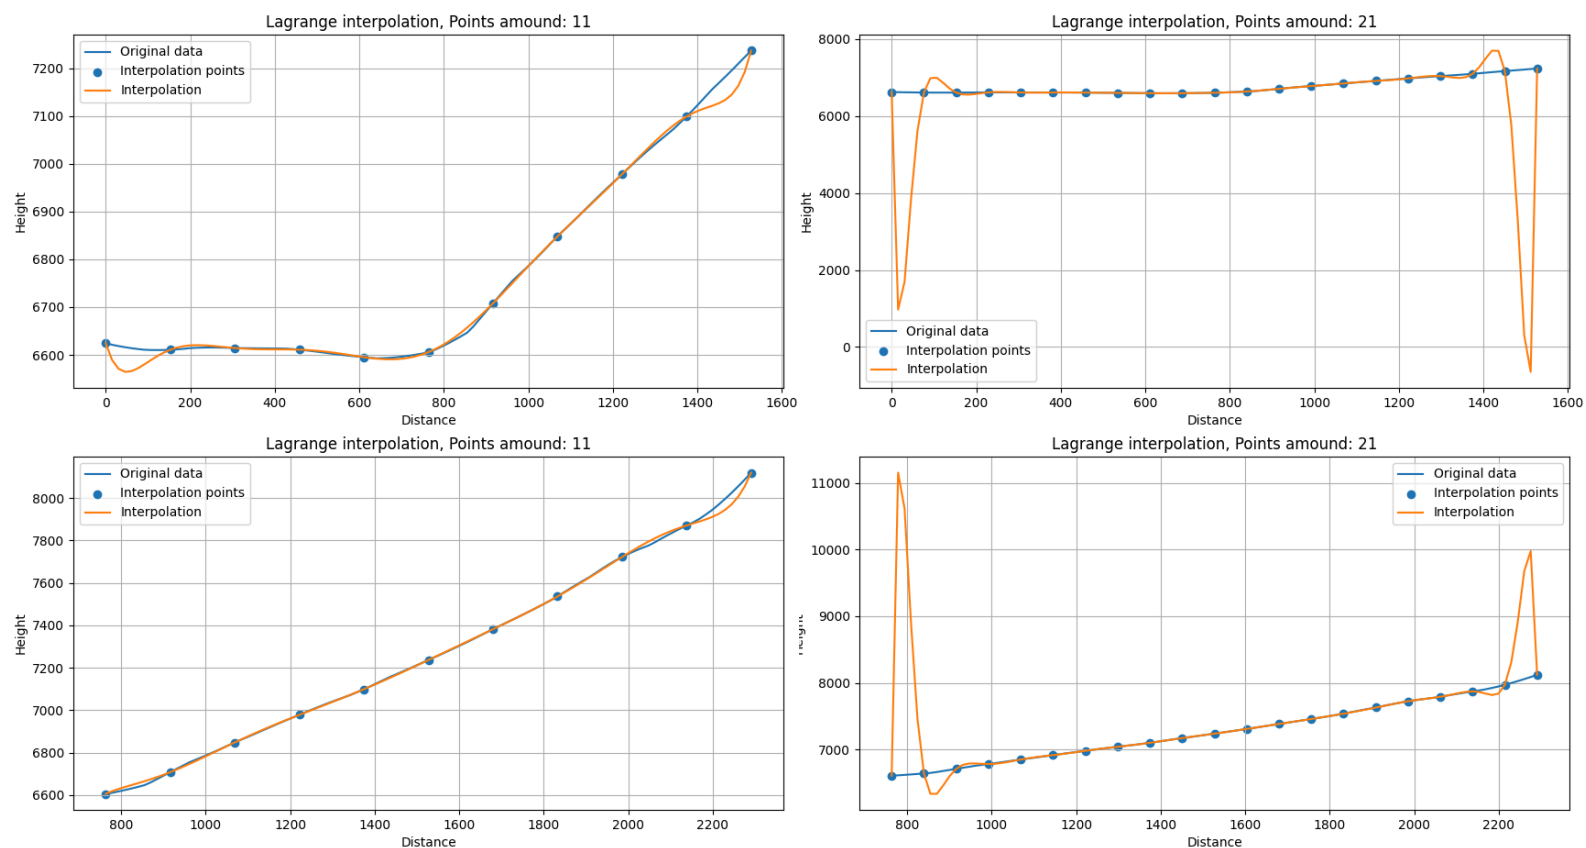 Lagrange interpolation, Points amound: 11
Original data
Interpolation points
Interpolation
7200
7100
7000
6900
6800
6700
6600
Height
0 200 400 600 800 1000 1200 1400 1600
Distance
Lagrange interpolation, Points amound: 21
8000
6000
4000
2000
0
Height
Original data
Interpolation points
Interpolation
0 200 400 600 800 1000 1200 1400 1600
Distance
Lagrange interpolation, Points amound: 11
Original data
Interpolation points
Interpolation
8000
7800
7600
7400
7200
7000
6800
6600
Height
800 1000 1200 1400 1600 1800 2000 2200
Distance
Lagrange interpolation, Points amound: 21
Original data
Interpolation points
Interpolation
11000
10000
9000
8000
7000
800 1000 1200 1400 1600 1800 2000 2200
Distance